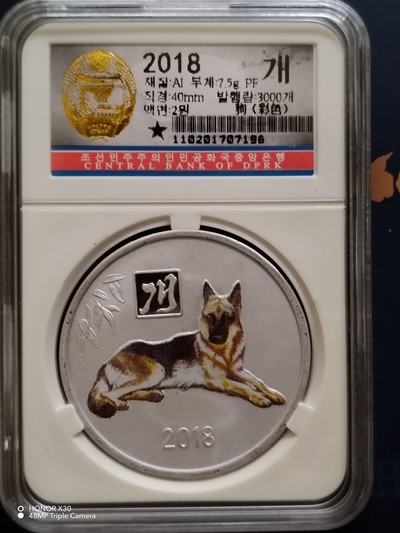 2018 개
재질:Al 무게:7.5g PF
직경:40mm 발행량:3000개
액면:2원 狗 (彩色)
110201707196
조선민주주의인민공화국중앙은행
CENTRAL BANK OF DPRK
개
2018
HONOR X30
48MP Triple Camera